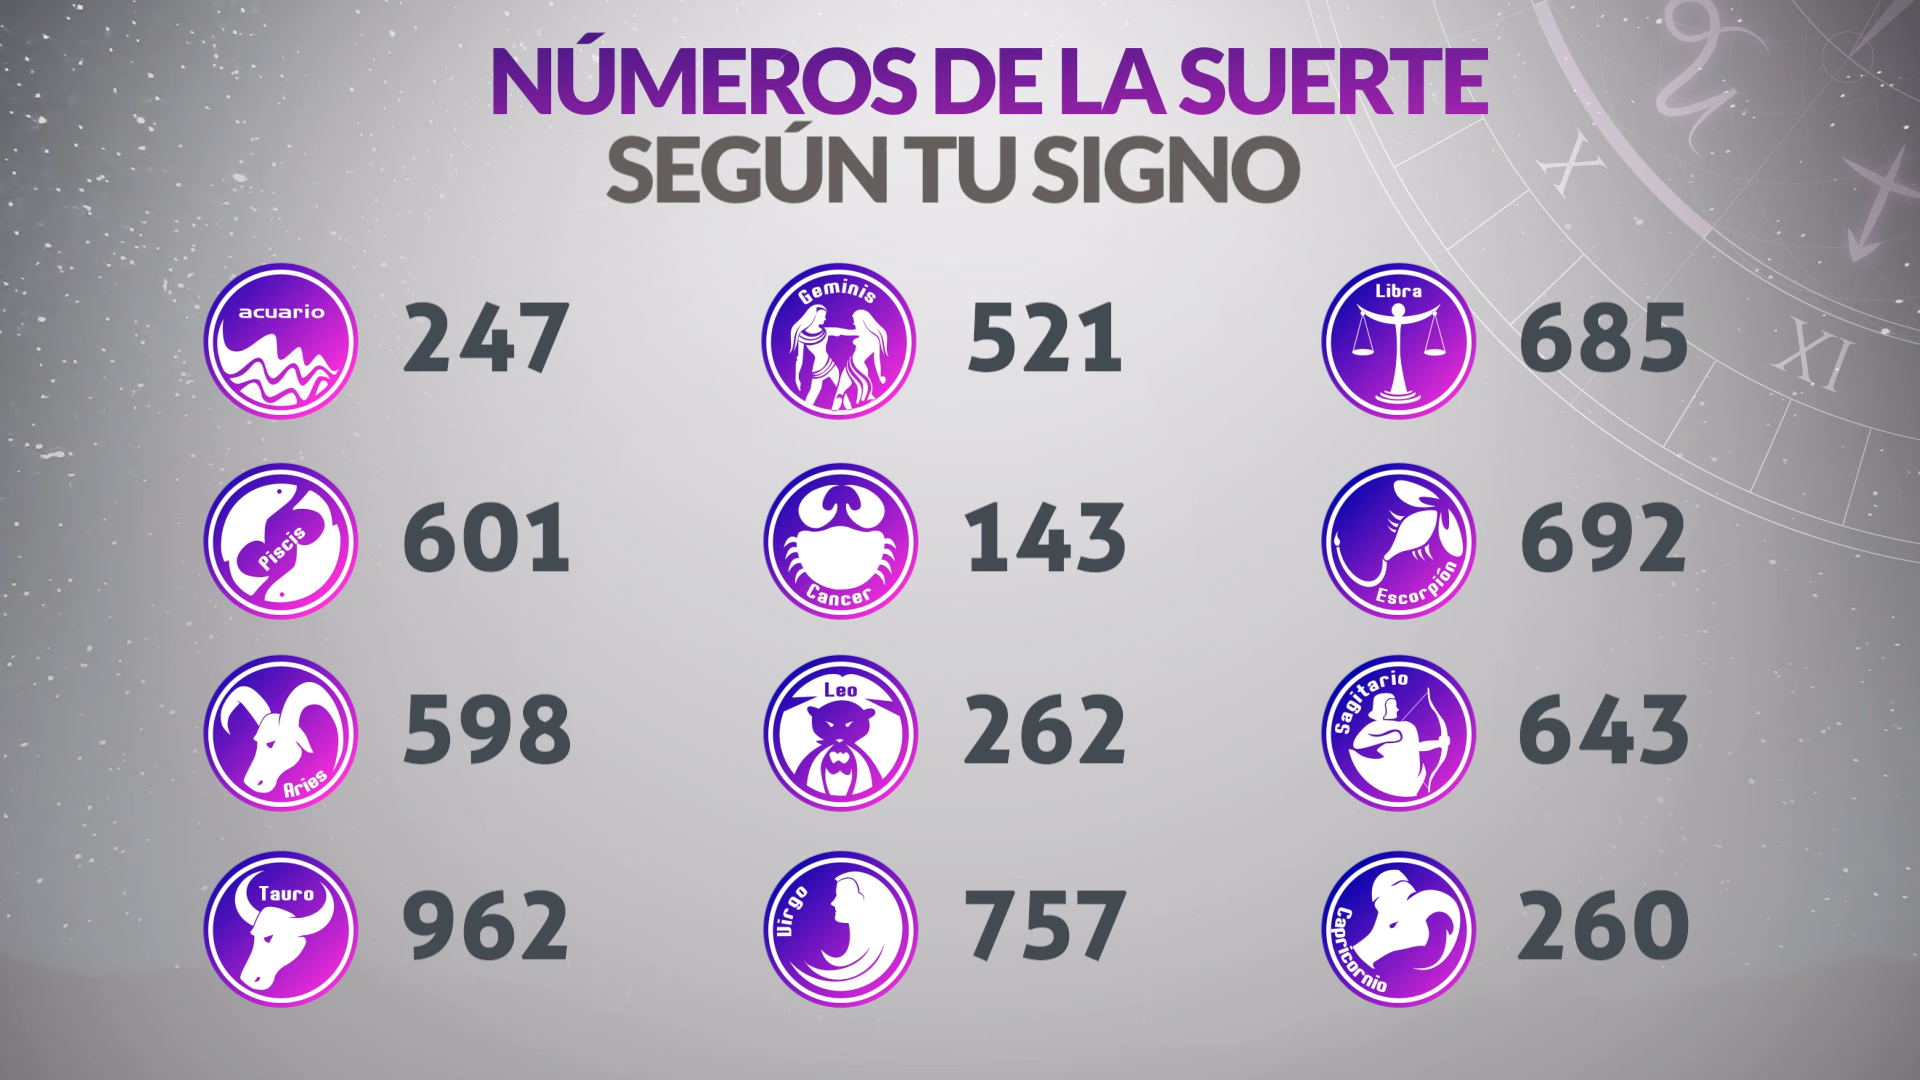 NÚMEROS DE LA SUERTE
SEGÚN TU SIGNO
acuario 247
Geminis 521
Libra 685
Piscis 601
Cancer 143
Escorpión 692
Aries 598
Leo 262
Sagitario 643
Tauro 962
Virgo 757
Capricornio 260
X
XI